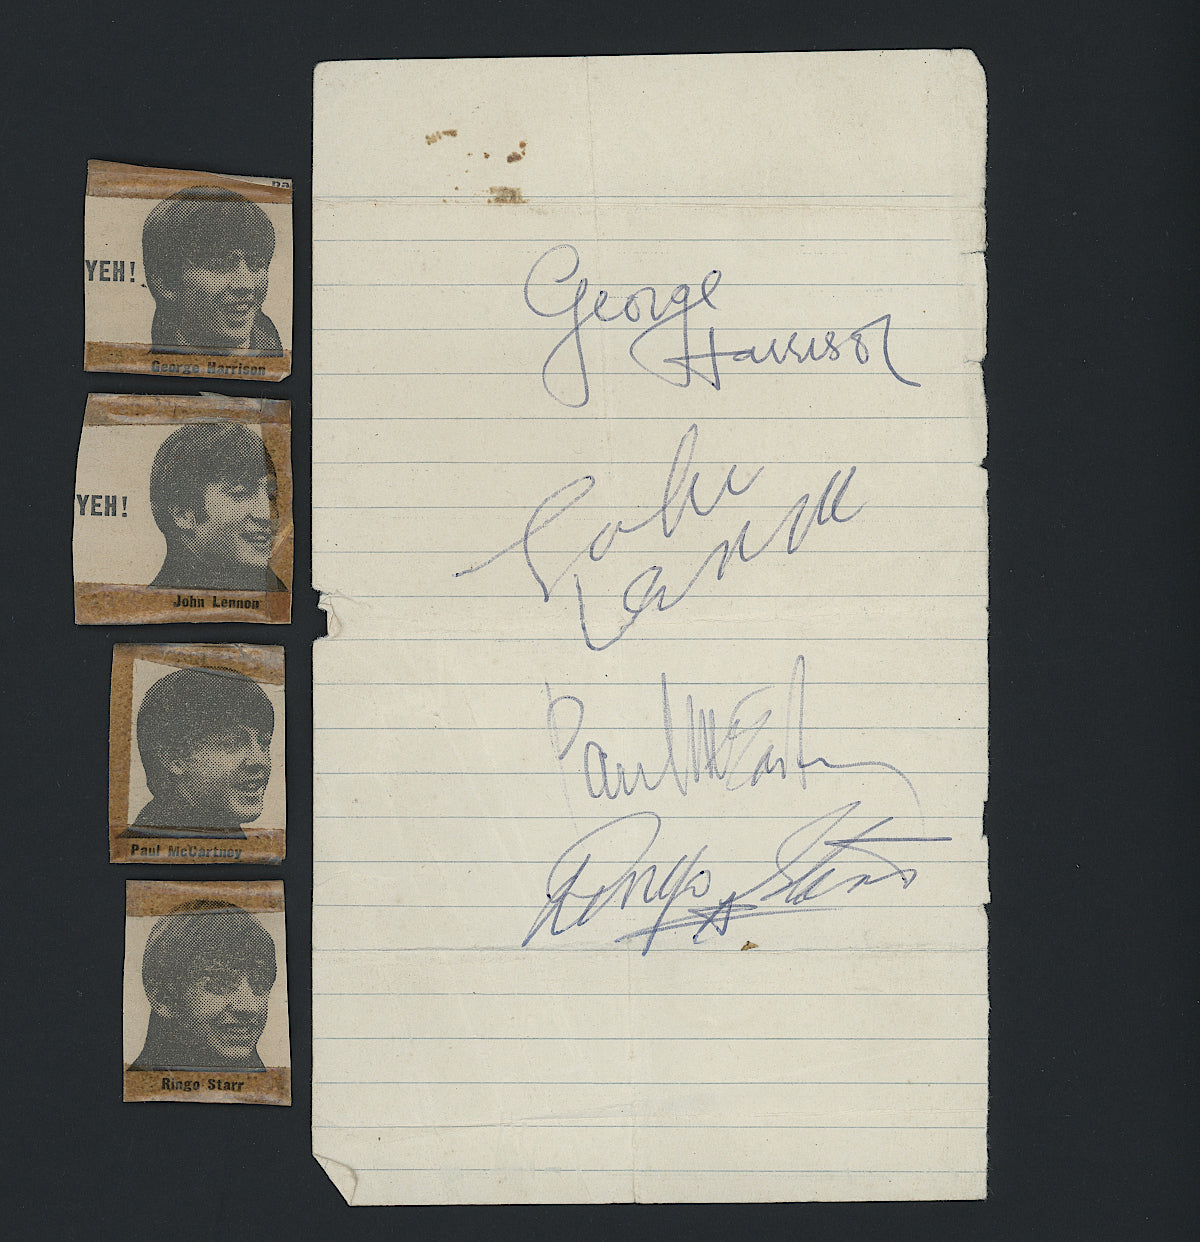 YEH!
George Harrison
YEH!
John Lennon
Paul McCartney
Ringo Starr
George
Harrison
John
Lennon
Paul McCartney
Ringo Starr